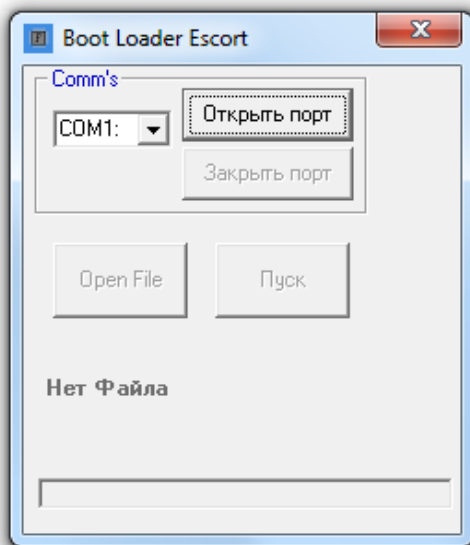 Boot Loader Escort
Comm's
COM1:
Открыть порт
Закрыть порт
Open File
Пуск
Нет Файла